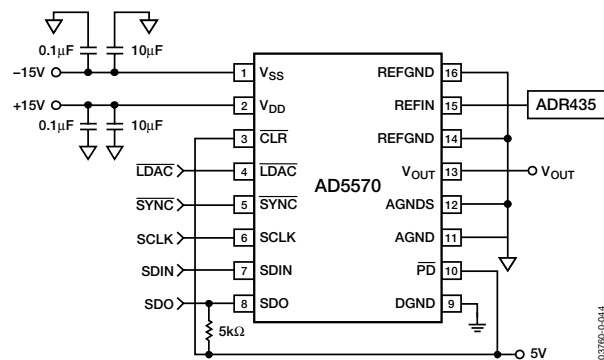 0.1µF 10µF
–15V
+15V
0.1µF 10µF
1 VSS
2 VDD
3 CLR
LDAC 4 LDAC
SYNC 5 SYNC
SCLK 6 SCLK
SDIN 7 SDIN
SDO 8 SDO
5kΩ
AD5570
REFGND 16
REFIN 15 ADR435
REFGND 14
VOUT 13 VOUT
AGNDS 12
AGND 11
PD 10
DGND 9
5V
03760-0-044